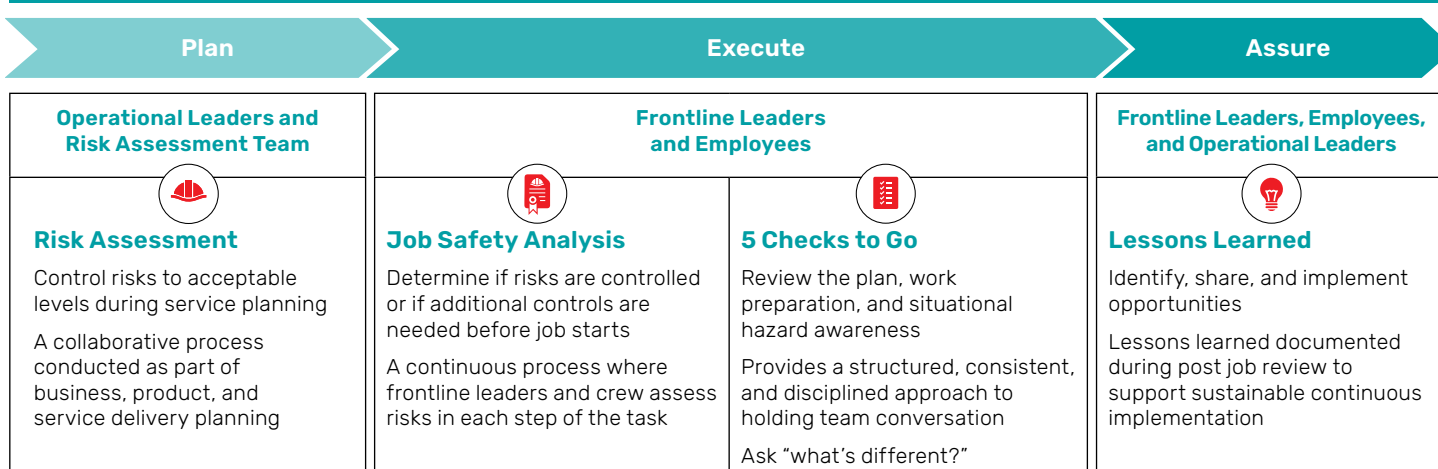 Plan
Execute
Assure
Operational Leaders and
Risk Assessment Team
Frontline Leaders
and Employees
Frontline Leaders, Employees,
and Operational Leaders
Risk Assessment
Control risks to acceptable
levels during service planning
A collaborative process
conducted as part of
business, product, and
service delivery planning
Job Safety Analysis
Determine if risks are controlled
or if additional controls are
needed before job starts
A continuous process where
frontline leaders and crew assess
risks in each step of the task
5 Checks to Go
Review the plan, work
preparation, and situational
hazard awareness
Provides a structured, consistent,
and disciplined approach to
holding team conversation
Ask “what’s different?”
Lessons Learned
Identify, share, and implement
opportunities
Lessons learned documented
during post job review to
support sustainable continuous
implementation